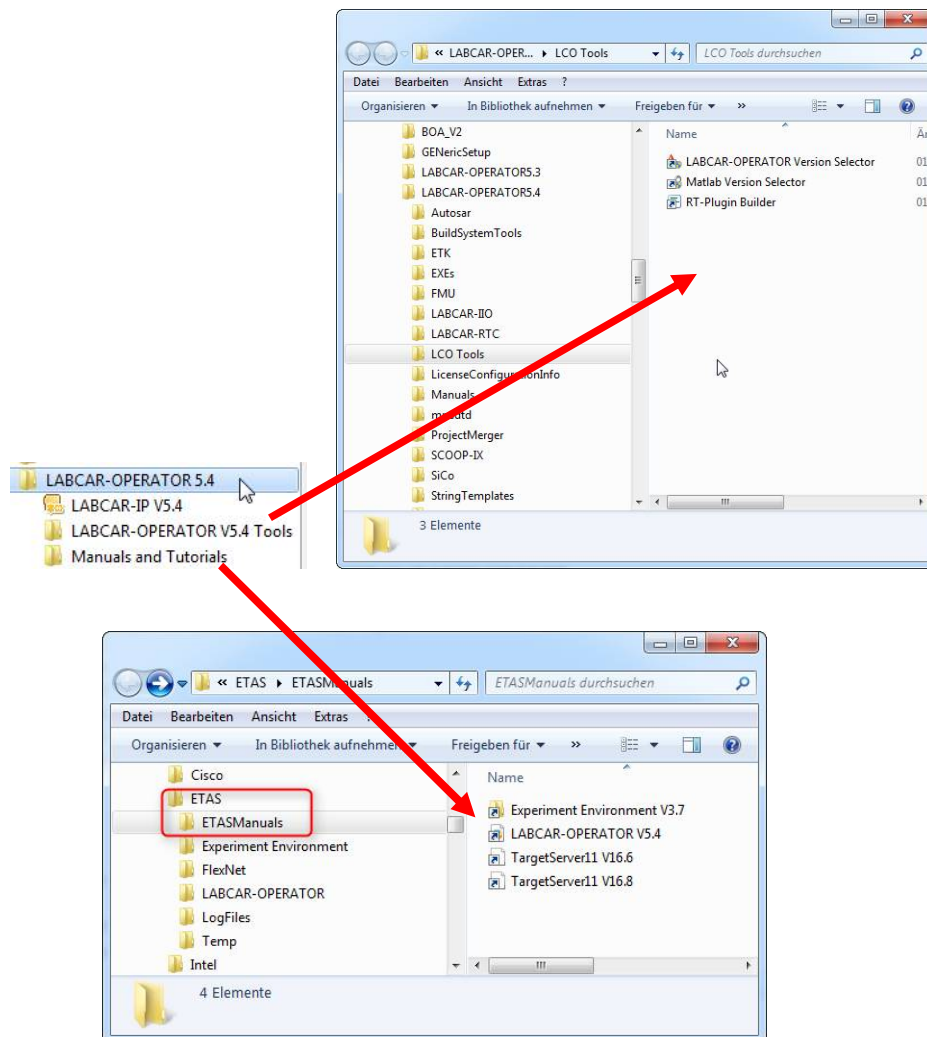 « LABCAR-OPER... ▸ LCO Tools
LCO Tools durchsuchen
Datei Bearbeiten Ansicht Extras ?
Organisieren In Bibliothek aufnehmen Freigeben für »
BOA_V2
GENericSetup
LABCAR-OPERATOR5.3
LABCAR-OPERATOR5.4
Autosar
BuildSystemTools
ETK
EXEs
FMU
LABCAR-IIO
LABCAR-RTC
LCO Tools
LicenseConfigurationInfo
Manuals
ProjectMerger
SCOOP-IX
SiCo
StringTemplates
Name
LABCAR-OPERATOR Version Selector 01
Matlab Version Selector 01
RT-Plugin Builder 01
3 Elemente
LABCAR-OPERATOR 5.4
LABCAR-IP V5.4
LABCAR-OPERATOR V5.4 Tools
Manuals and Tutorials
« ETAS ▸ ETASManuals
ETASManuals durchsuchen
Datei Bearbeiten Ansicht Extras ?
Organisieren In Bibliothek aufnehmen Freigeben für »
Cisco
ETAS
ETASManuals
Experiment Environment
FlexNet
LABCAR-OPERATOR
LogFiles
Temp
Intel
Name
Experiment Environment V3.7
LABCAR-OPERATOR V5.4
TargetServer11 V16.6
TargetServer11 V16.8
4 Elemente